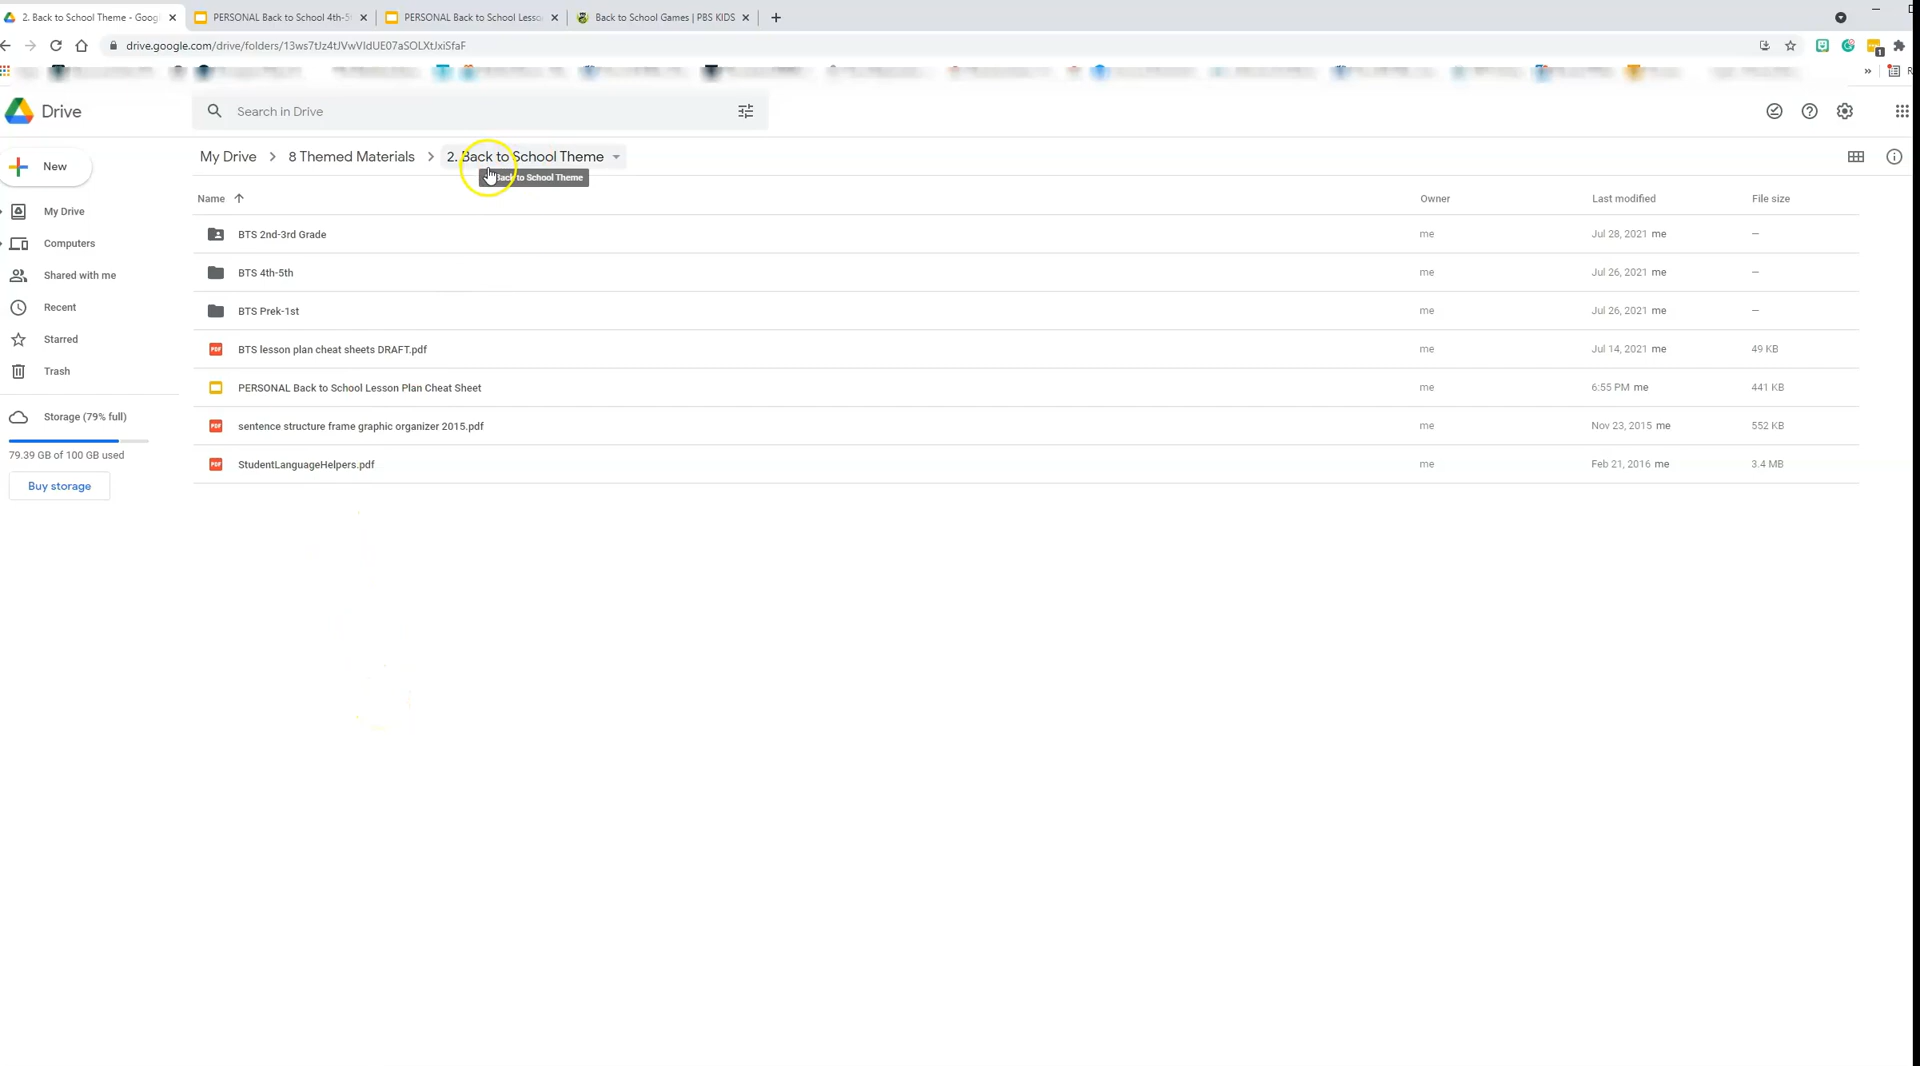 2. Back to School Theme - Goog
PERSONAL Back to School 4th-5
PERSONAL Back to School Lesso
Back to School Games | PBS KIDS
drive.google.com/drive/folders/13ws7tJz4tJVwVIdUE07aSOLXtJxiSfaF
Drive
Search in Drive
New
My Drive
Computers
Shared with me
Recent
Starred
Trash
Storage (79% full)
79.39 GB of 100 GB used
Buy storage
My Drive > 8 Themed Materials > 2. Back to School Theme
Back to School Theme
Name Owner Last modified File size
BTS 2nd-3rd Grade me Jul 28, 2021 me —
BTS 4th-5th me Jul 26, 2021 me —
BTS Prek-1st me Jul 26, 2021 me —
PDF BTS lesson plan cheat sheets DRAFT.pdf me Jul 14, 2021 me 49 KB
PERSONAL Back to School Lesson Plan Cheat Sheet me 6:55 PM me 441 KB
PDF sentence structure frame graphic organizer 2015.pdf me Nov 23, 2015 me 552 KB
PDF StudentLanguageHelpers.pdf me Feb 21, 2016 me 3.4 MB